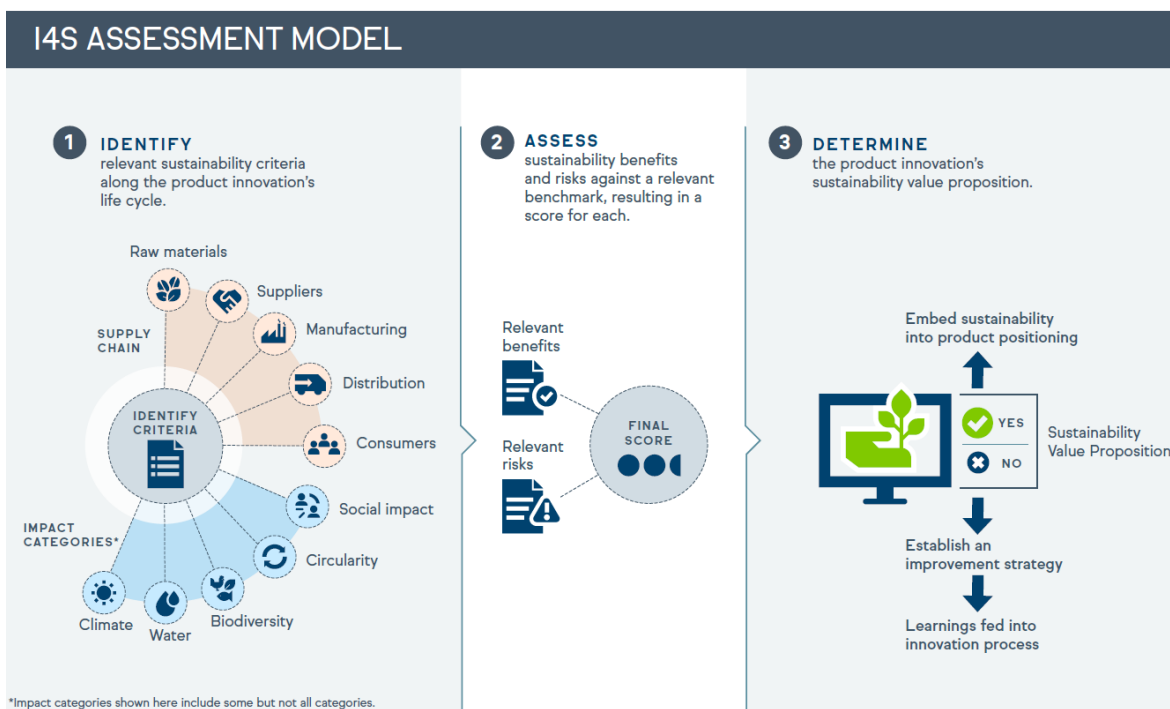 I4S ASSESSMENT MODEL
1
IDENTIFY
relevant sustainability criteria
along the product innovation's
life cycle.
Raw materials
Suppliers
SUPPLY
CHAIN
Manufacturing
Distribution
IDENTIFY
CRITERIA
Consumers
Social impact
IMPACT
CATEGORIES*
Circularity
Biodiversity
Climate
Water
*Impact categories shown here include some but not all categories.
2
ASSESS
sustainability benefits
and risks against a relevant
benchmark, resulting in a
score for each.
Relevant
benefits
FINAL
SCORE
Relevant
risks
3
DETERMINE
the product innovation's
sustainability value proposition.
Embed sustainability
into product positioning
YES
NO
Sustainability
Value Proposition
Establish an
improvement strategy
Learnings fed into
innovation process